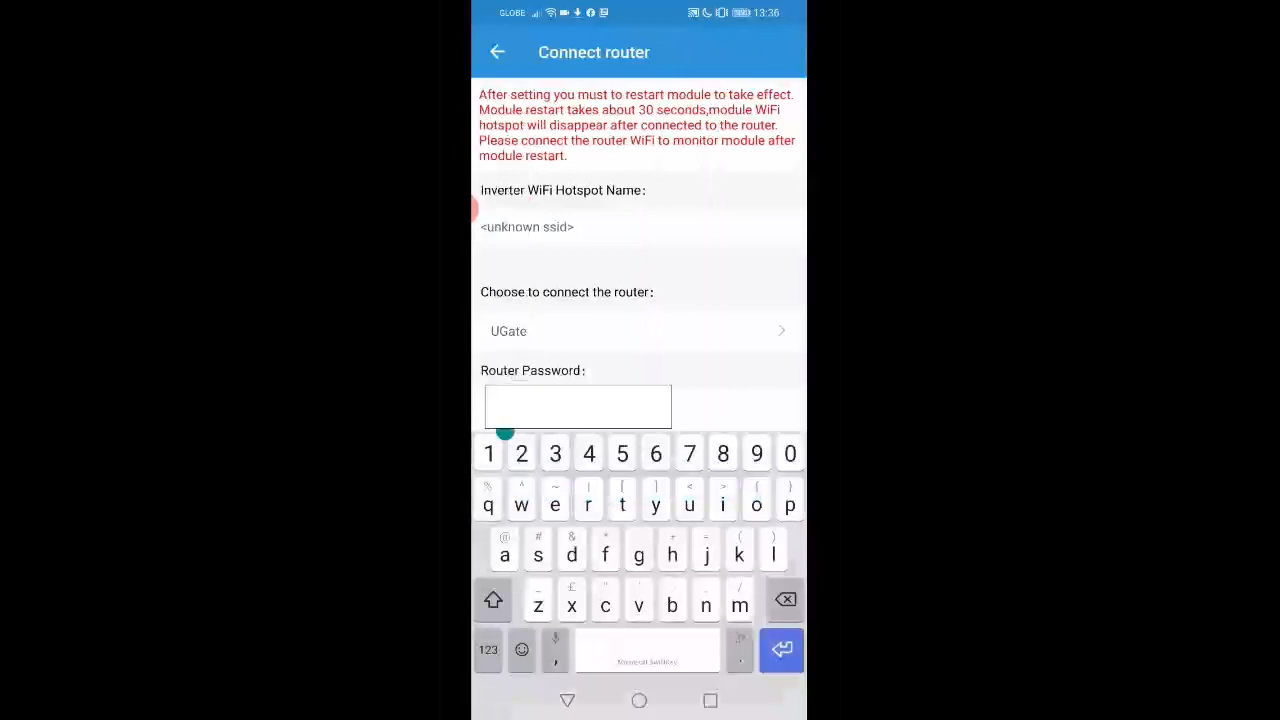 GLOBE 13:36
Connect router
After setting you must to restart module to take effect.
Module restart takes about 30 seconds,module WiFi
hotspot will disappear after connected to the router.
Please connect the router WiFi to monitor module after
module restart.
Inverter WiFi Hotspot Name:
<unknown ssid>
Choose to connect the router:
UGate
Router Password:
1 2 3 4 5 6 7 8 9 0
% ^ ~ | [ ] < > { }
q w e r t y u i o p
@ # & * - + = ( )
a s d f g h j k l
_ £ " ' : ; /
z x c v b n m
123 , .
Microsoft SwiftKey